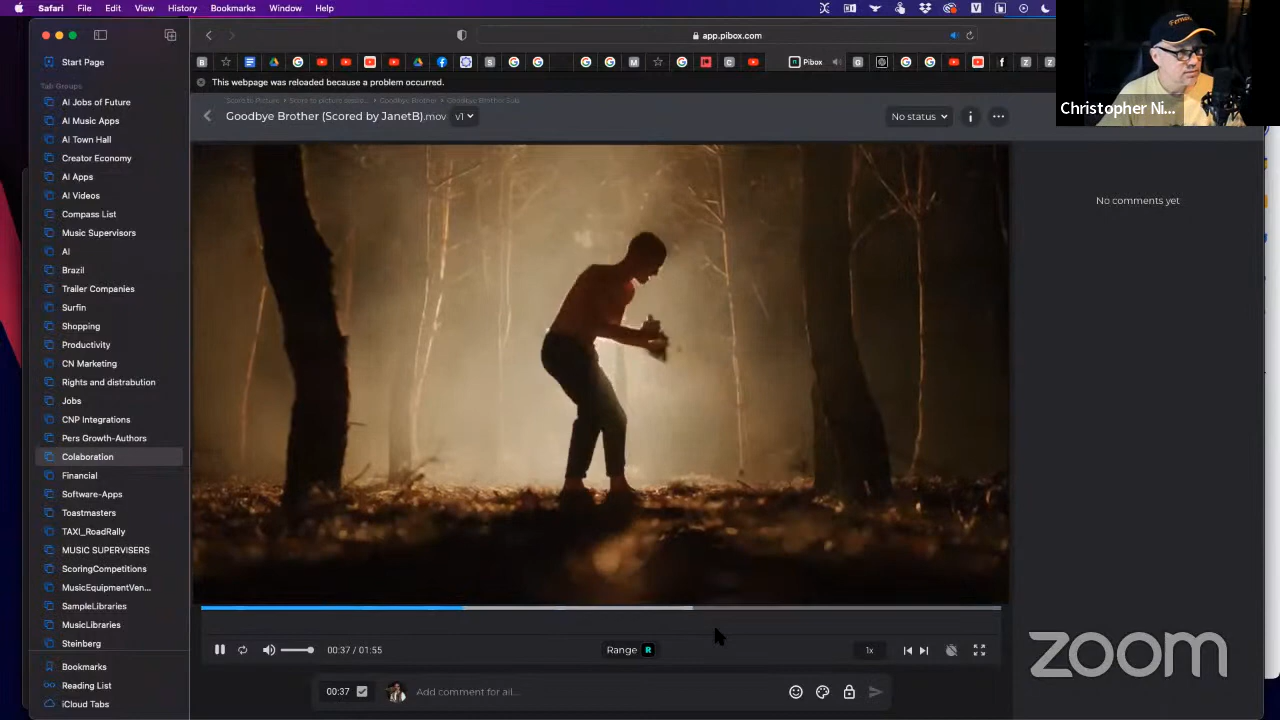 Safari File Edit View History Bookmarks Window Help
app.pibox.com
Start Page
Pibox
This webpage was reloaded because a problem occurred.
Tab Groups
Goodbye Brother (Scored by JanetB).mov v1
No status
Christopher Ni...
AI Jobs of Future
AI Music Apps
AI Town Hall
Creator Economy
AI Apps
AI Videos
Compass List
Music Supervisors
AI
Brazil
Trailer Companies
Surfin
Shopping
Productivity
CN Marketing
Rights and distrabution
Jobs
CNP Integrations
Pers Growth-Authors
Colaboration
Financial
Software-Apps
Toastmasters
TAXI_RoadRally
MUSIC SUPERVISERS
ScoringCompetitions
MusicEquipmentVen...
SampleLibraries
MusicLibraries
Steinberg
Bookmarks
Reading List
iCloud Tabs
No comments yet
00:37 / 01:55
Range R
1x
00:37
Add comment for all...
zoom